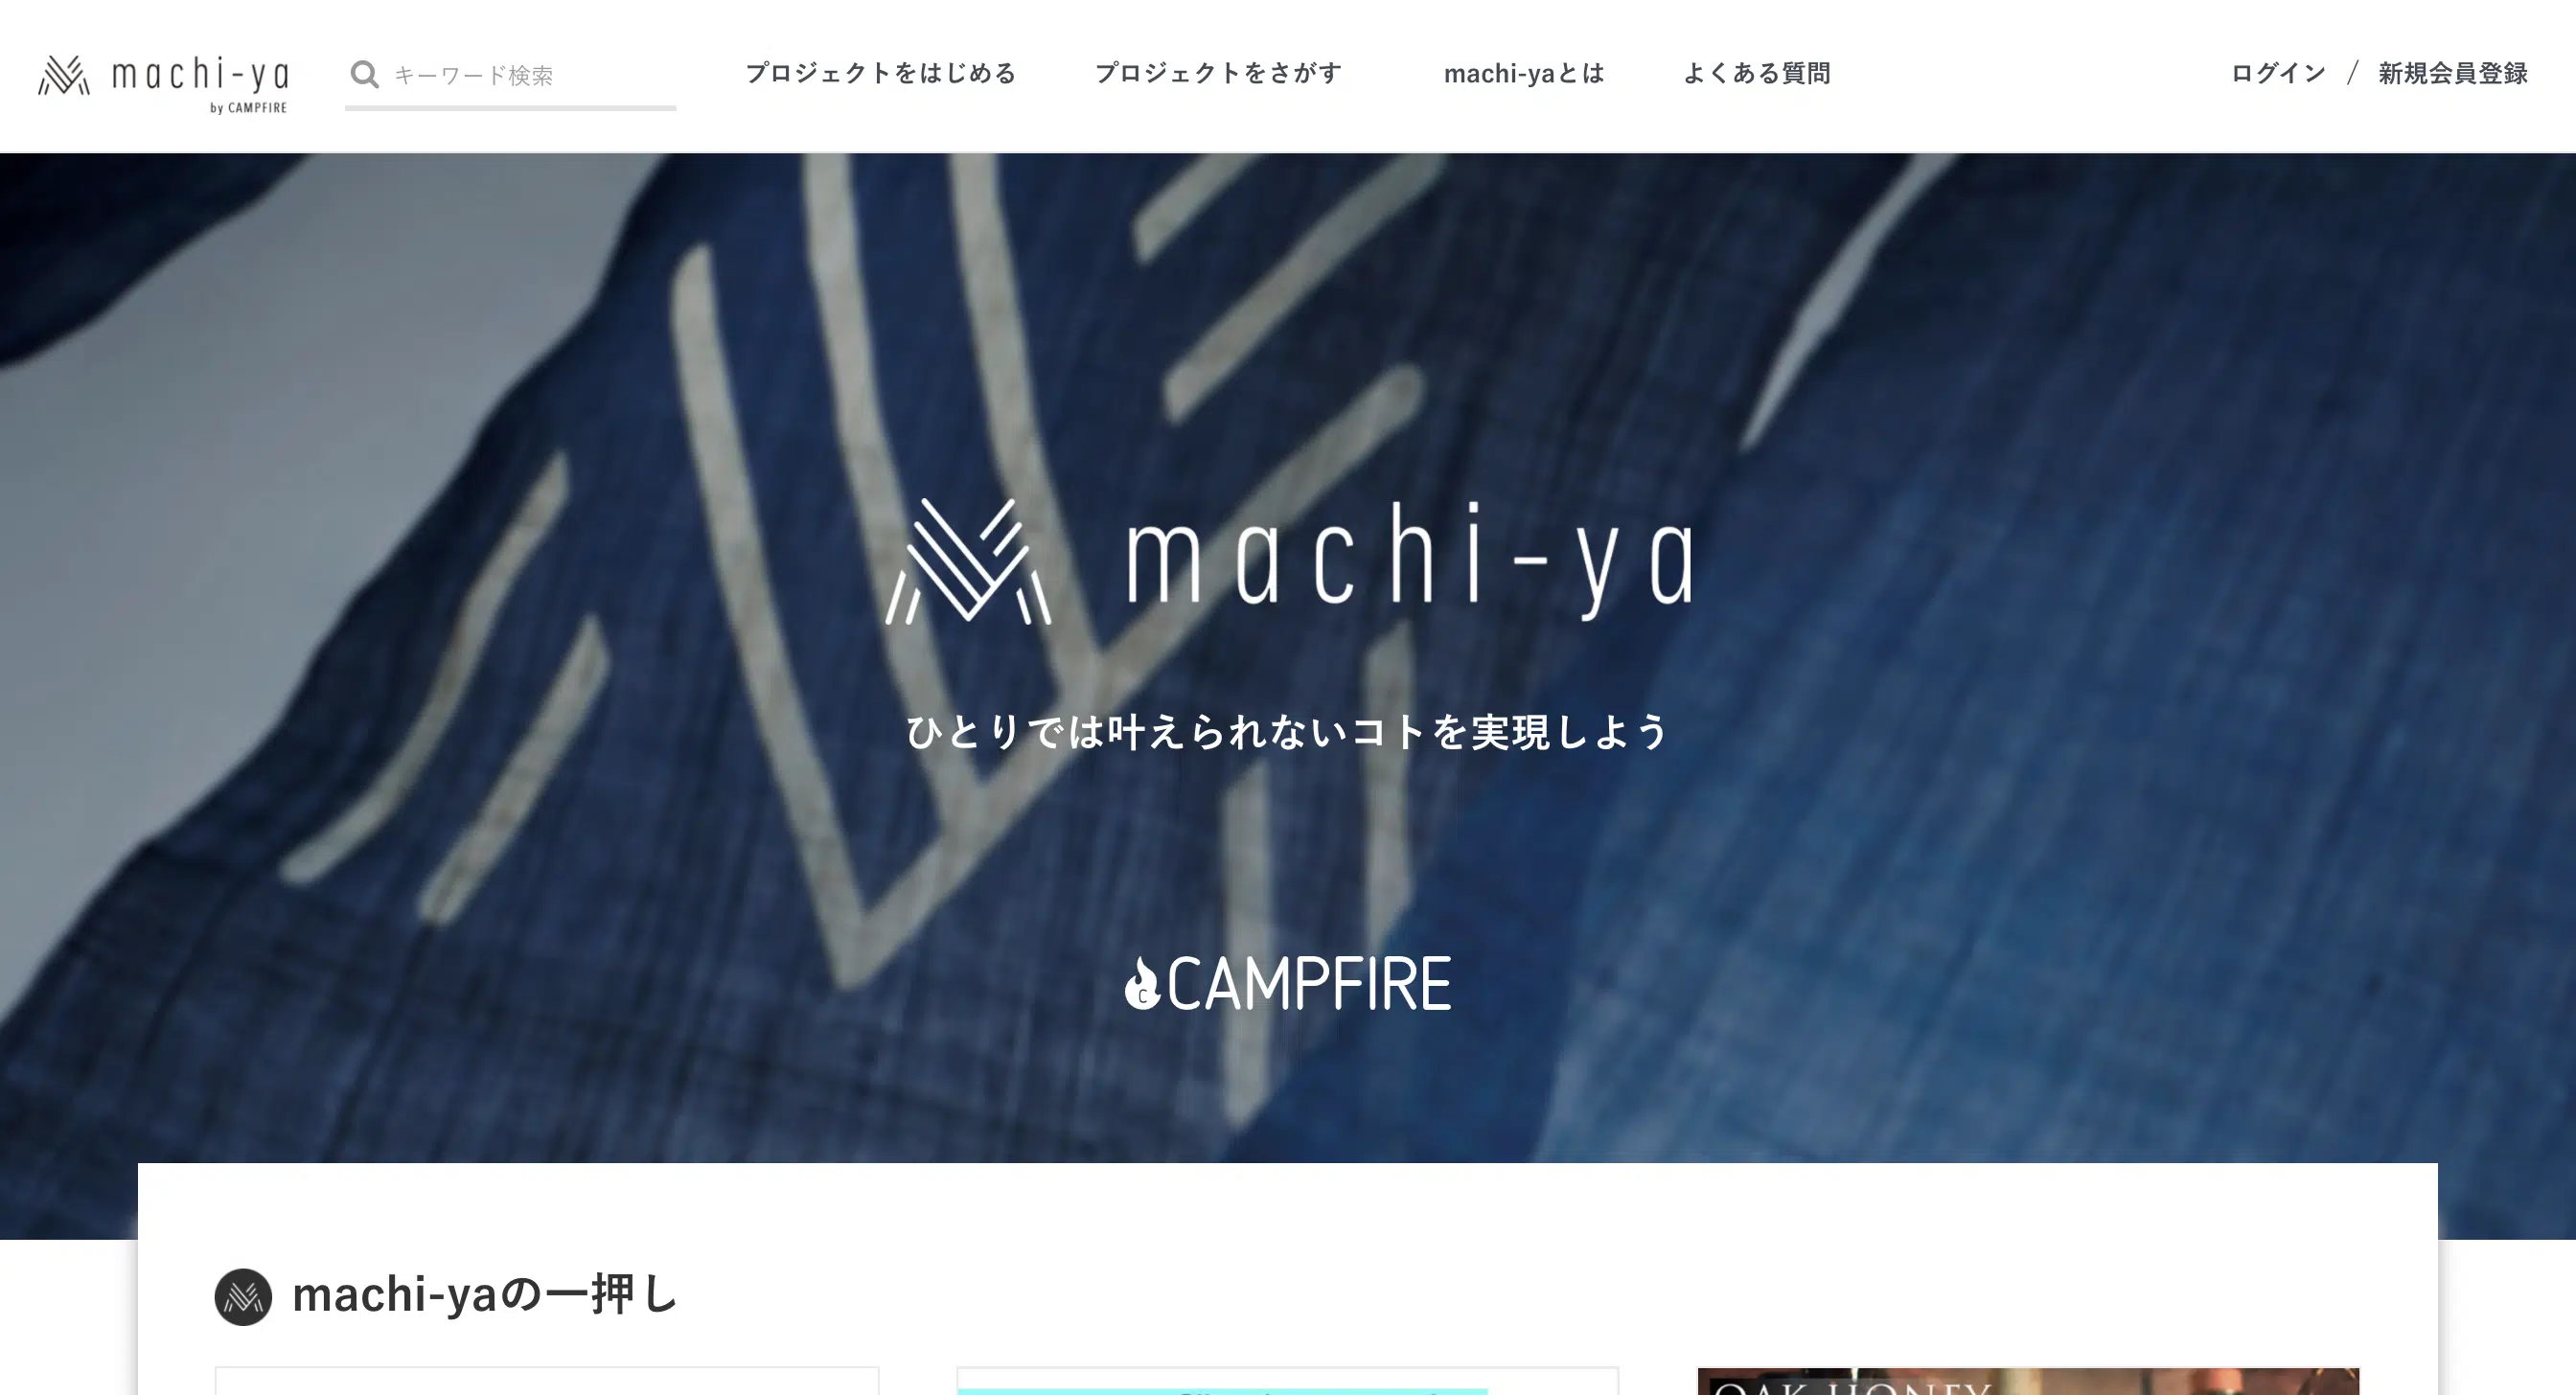 machi-ya
by CAMPFIRE
キーワード検索
プロジェクトをはじめる
プロジェクトをさがす
machi-yaとは
よくある質問
ログイン / 新規会員登録
machi-ya
ひとりでは叶えられないコトを実現しよう
CAMPFIRE
machi-yaの一押し
OAK HONEY